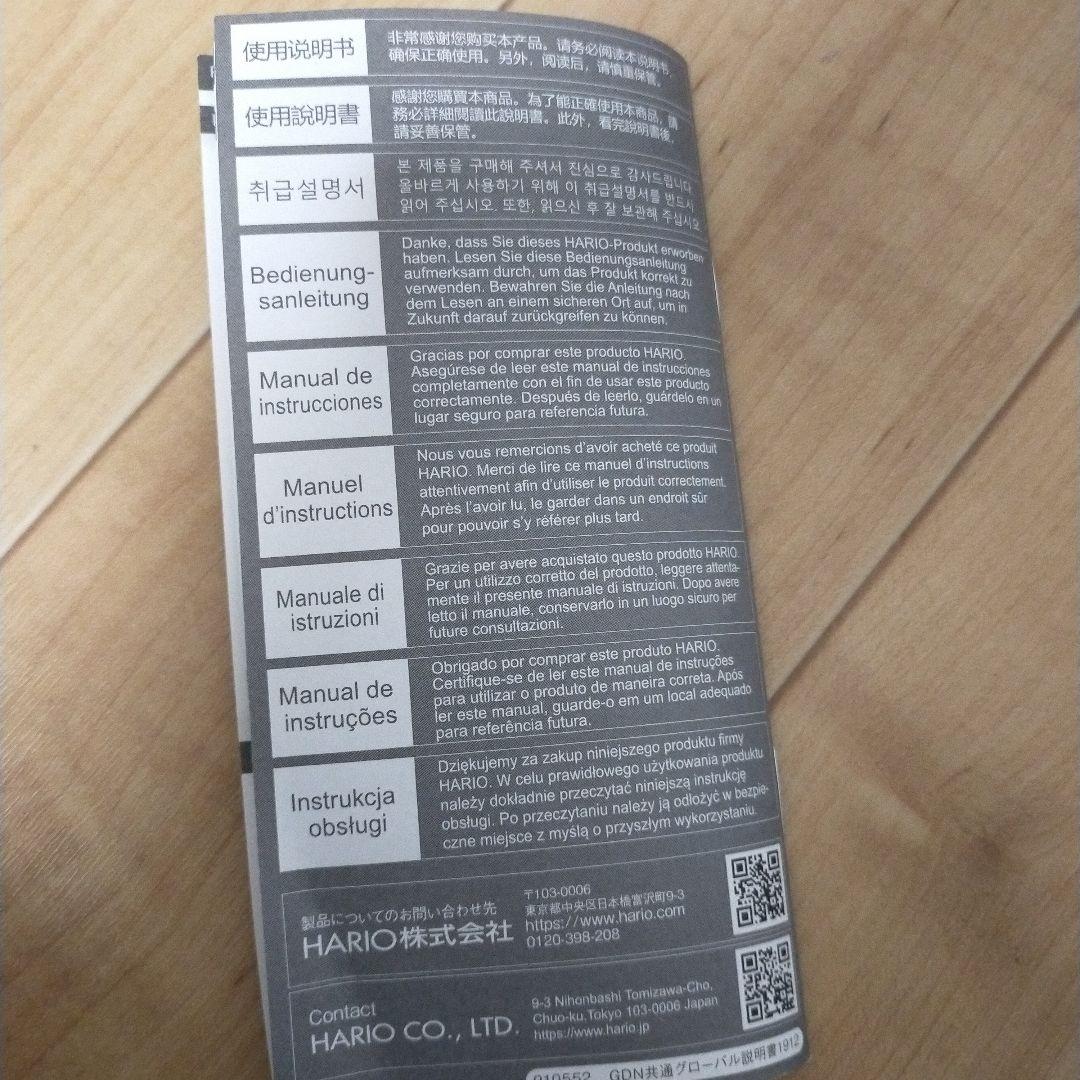 使用说明书
非常感谢您购买本产品。请务必阅读本说明书,
确保正确使用。另外，阅读后，请慎重保管。
使用說明書
感謝您購買本商品。為了能正確使用本商品，請
務必詳細閱讀此說明書。此外，看完說明書後，
請妥善保管。
취급설명서
본 제품을 구매해 주셔서 진심으로 감사드립니다.
올바르게 사용하기 위해 이 취급설명서를 반드시
읽어 주십시오. 또한, 읽으신 후 잘 보관해 주십시오.
Bedienung-
sanleitung
Danke, dass Sie dieses HARIO-Produkt erworben
haben. Lesen Sie diese Bedienungsanleitung
aufmerksam durch, um das Produkt korrekt zu
verwenden. Bewahren Sie die Anleitung nach
dem Lesen an einem sicheren Ort auf, um in
Zukunft darauf zurückgreifen zu können.
Manual de
instrucciones
Gracias por comprar este producto HARIO.
Asegúrese de leer este manual de instrucciones
completamente con el fin de usar este producto
correctamente. Después de leerlo, guárdelo en un
lugar seguro para referencia futura.
Manuel
d'instructions
Nous vous remercions d'avoir acheté ce produit
HARIO. Merci de lire ce manuel d'instructions
attentivement afin d'utiliser le produit correctement.
Après l'avoir lu, le garder dans un endroit sûr
pour pouvoir s'y référer plus tard.
Manuale di
istruzioni
Grazie per avere acquistato questo prodotto HARIO.
Per un utilizzo corretto del prodotto, leggere attenta-
mente il presente manuale di istruzioni. Dopo avere
letto il manuale, conservarlo in un luogo sicuro per
future consultazioni.
Manual de
instruções
Obrigado por comprar este produto HARIO.
Certifique-se de ler este manual de instruções
para utilizar o produto de maneira correta. Após
ler este manual, guarde-o em um local adequado
para referência futura.
Instrukcja
obsługi
Dziękujemy za zakup niniejszego produktu firmy
HARIO. W celu prawidłowego użytkowania produktu
należy dokładnie przeczytać niniejszą instrukcję
obsługi. Po przeczytaniu należy ją odłożyć w bezpie-
czne miejsce z myślą o przyszłym wykorzystaniu.
製品についてのお問い合わせ先
HARIO株式会社
〒103-0006
東京都中央区日本橋富沢町9-3
https://www.hario.com
0120-398-208
Contact
HARIO CO., LTD.
9-3 Nihonbashi Tomizawa-Cho,
Chuo-ku,Tokyo 103-0006 Japan
https://www.hario.jp
GDN共通グローバル説明書1912